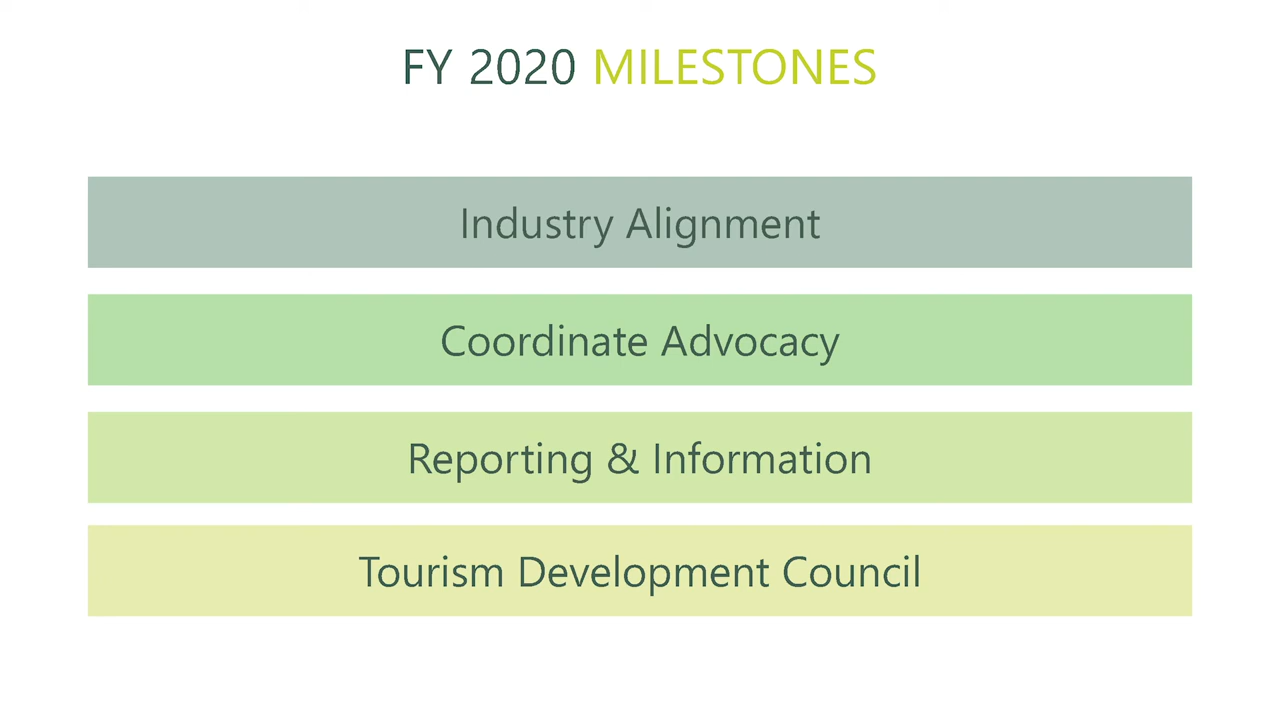 FY 2020 MILESTONES
Industry Alignment
Coordinate Advocacy
Reporting & Information
Tourism Development Council